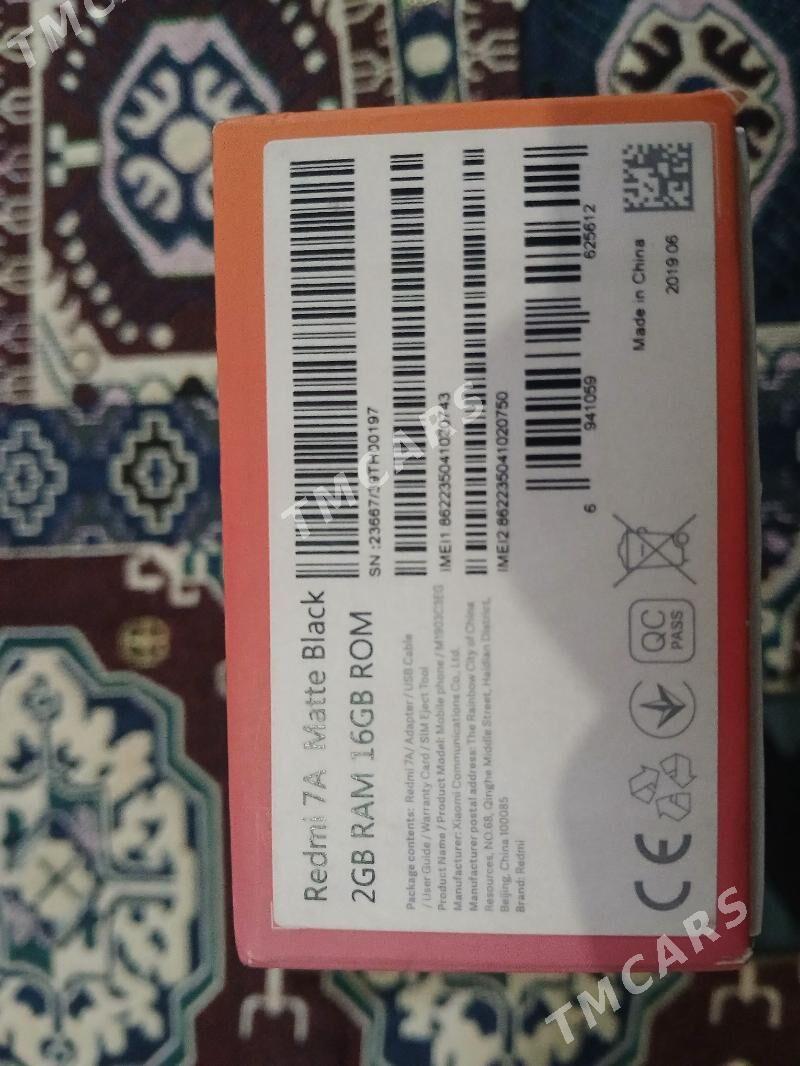 Redmi 7A Matte Black
2GB RAM 16GB ROM
Package contents: Redmi 7A / Adapter / USB Cable
/ User Guide / Warranty Card / SIM Eject Tool
Product Name / Product Model: Mobile phone / M1903C3EG
Manufacturer: Xiaomi Communications Co., Ltd.
Manufacturer postal address: The Rainbow City of China
Resources, NO.68, Qinghe Middle Street, Haidian District,
Beijing, China 100085
Brand: Redmi
SN :23667/39TH00197
IMEI1 862235041020743
IMEI2 862235041020750
6 941059 625612
CE
QC
PASS
Made in China
2019.06
TMCARS
TMCARS
TMCARS